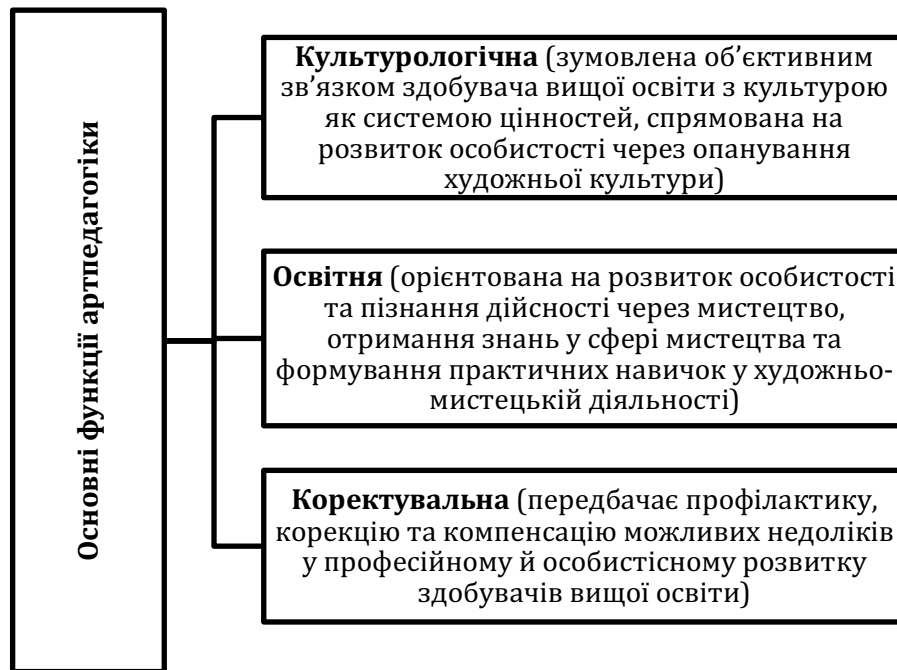 Основні функції артпедагогіки
Культурологічна (зумовлена об’єктивним
зв’язком здобувача вищої освіти з культурою
як системою цінностей, спрямована на
розвиток особистості через опанування
художньої культури)
Освітня (орієнтована на розвиток особистості
та пізнання дійсності через мистецтво,
отримання знань у сфері мистецтва та
формування практичних навичок у художньо-
мистецькій діяльності)
Коректувальна (передбачає профілактику,
корекцію та компенсацію можливих недоліків
у професійному й особистісному розвитку
здобувачів вищої освіти)